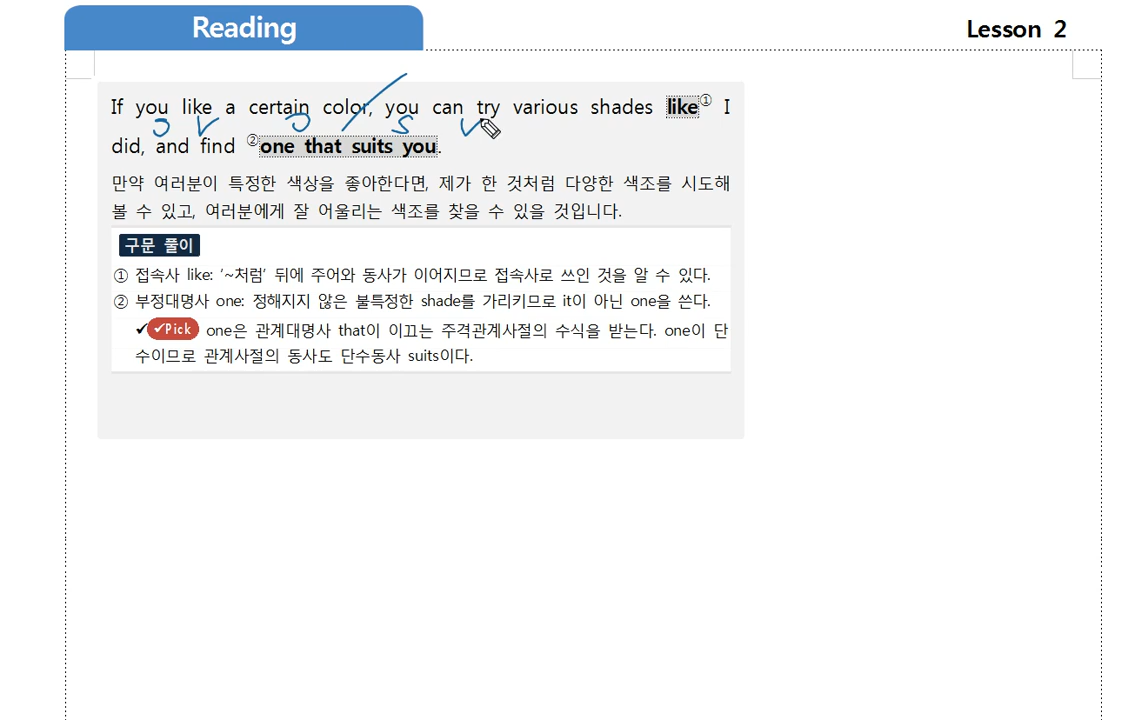 Reading
Lesson 2
If you like a certain color, you can try various shades like① I
did, and find ②one that suits you.
만약 여러분이 특정한 색상을 좋아한다면, 제가 한 것처럼 다양한 색조를 시도해
볼 수 있고, 여러분에게 잘 어울리는 색조를 찾을 수 있을 것입니다.
구문 풀이
① 접속사 like: ‘~처럼’ 뒤에 주어와 동사가 이어지므로 접속사로 쓰인 것을 알 수 있다.
② 부정대명사 one: 정해지지 않은 불특정한 shade를 가리키므로 it이 아닌 one을 쓴다.
✔✔Pick one은 관계대명사 that이 이끄는 주격관계사절의 수식을 받는다. one이 단
수이므로 관계사절의 동사도 단수동사 suits이다.